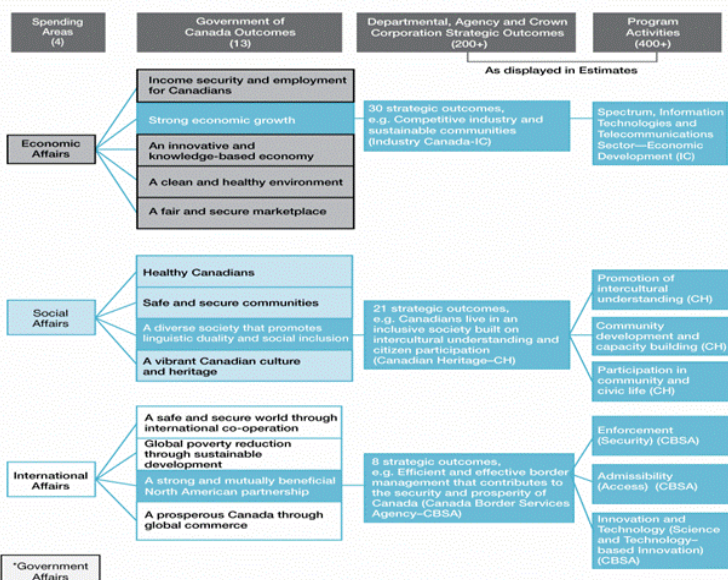 Spending
Areas
(4)
Government of
Canada Outcomes
(13)
Departmental, Agency and Crown
Corporation Strategic Outcomes
(200+)
Program
Activities
(400+)
As displayed in Estimates
Economic
Affairs
Income security and employment
for Canadians
Strong economic growth
An innovative and
knowledge-based economy
A clean and healthy environment
A fair and secure marketplace
30 strategic outcomes,
e.g. Competitive industry and
sustainable communities
(Industry Canada-IC)
Spectrum, Information
Technologies and
Telecommunications
Sector—Economic
Development (IC)
Social
Affairs
Healthy Canadians
Safe and secure communities
A diverse society that promotes
linguistic duality and social inclusion
A vibrant Canadian culture
and heritage
21 strategic outcomes,
e.g. Canadians live in an
inclusive society built on
intercultural understanding and
citizen participation
(Canadian Heritage–CH)
Promotion of
intercultural
understanding (CH)
Community
development and
capacity building (CH)
Participation in
community and
civic life (CH)
International
Affairs
A safe and secure world through
international co-operation
Global poverty reduction
through sustainable
development
A strong and mutually beneficial
North American partnership
A prosperous Canada through
global commerce
8 strategic outcomes,
e.g. Efficient and effective border
management that contributes to
the security and prosperity of
Canada (Canada Border Services
Agency–CBSA)
Enforcement
(Security) (CBSA)
Admissibility
(Access) (CBSA)
Innovation and
Technology (Science
and Technology–
based Innovation)
(CBSA)
*Government
Affairs